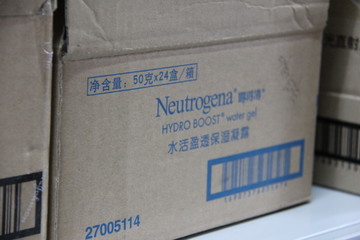 净含量：50克x24盒/箱
Neutrogena® 露得清®
HYDRO BOOST® water gel
水活盈透保湿凝露
27005114